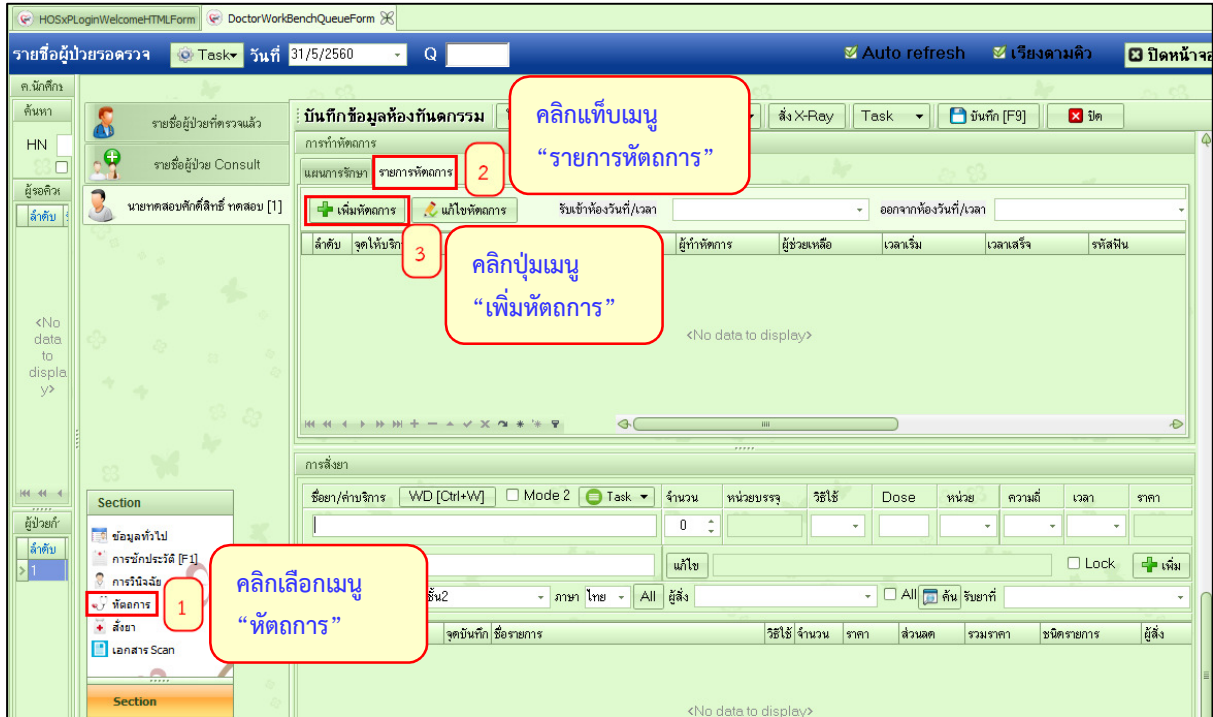 HOSxPLoginWelcomeHTMLForm DoctorWorkBenchQueueForm
รายชื่อผู้ป่วยรอตรวจ Task วันที่ 31/5/2560 Q Auto refresh เรียงตามคิว ปิดหน้าจอ
ค.นักศึกษ
ค้นหา
HN
ผู้รอคิวร
ลำดับ
<No
data
to
displa
y>
ผู้ป่วยก้
ลำดับ
1
รายชื่อผู้ป่วยที่ตรวจแล้ว
รายชื่อผู้ป่วย Consult
นายทดสอบศักดิ์สิทธิ์ ทดสอบ [1]
บันทึกข้อมูลห้องทันตกรรม สั่ง X-Ray Task บันทึก [F9] ปิด
การทำหัตถการ
แผนการรักษา รายการหัตถการ
2
คลิกแท็บเมนู
“รายการหัตถการ”
เพิ่มหัตถการ แก้ไขหัตถการ รับเข้าห้องวันที่/เวลา ออกจากห้องวันที่/เวลา
ลำดับ จุดให้บริก ผู้ทำหัตการ ผู้ช่วยเหลือ เวลาเริ่ม เวลาเสร็จ รหัสฟัน
3
คลิกปุ่มเมนู
“เพิ่มหัตถการ”
<No data to display>
การสั่งยา
ชื่อยา/ค่าบริการ WD [Ctrl+W] Mode 2 Task จำนวน หน่วยบรรจุ วิธีใช้ Dose หน่วย ความถี่ เวลา ราคา
0
แก้ไข Lock เพิ่ม
ชั้น2 ภาษา ไทย All ผู้สั่ง All ค้น รับยาที่
จุดบันทึก ชื่อรายการ วิธีใช้ จำนวน ราคา ส่วนลด รวมราคา ชนิดรายการ ผู้สั่ง
<No data to display>
Section
ข้อมูลทั่วไป
การซักประวัติ [F1]
การวินิจฉัย
หัตถการ
สั่งยา
เอกสาร Scan
Section
1
คลิกเลือกเมนู
“หัตถการ”